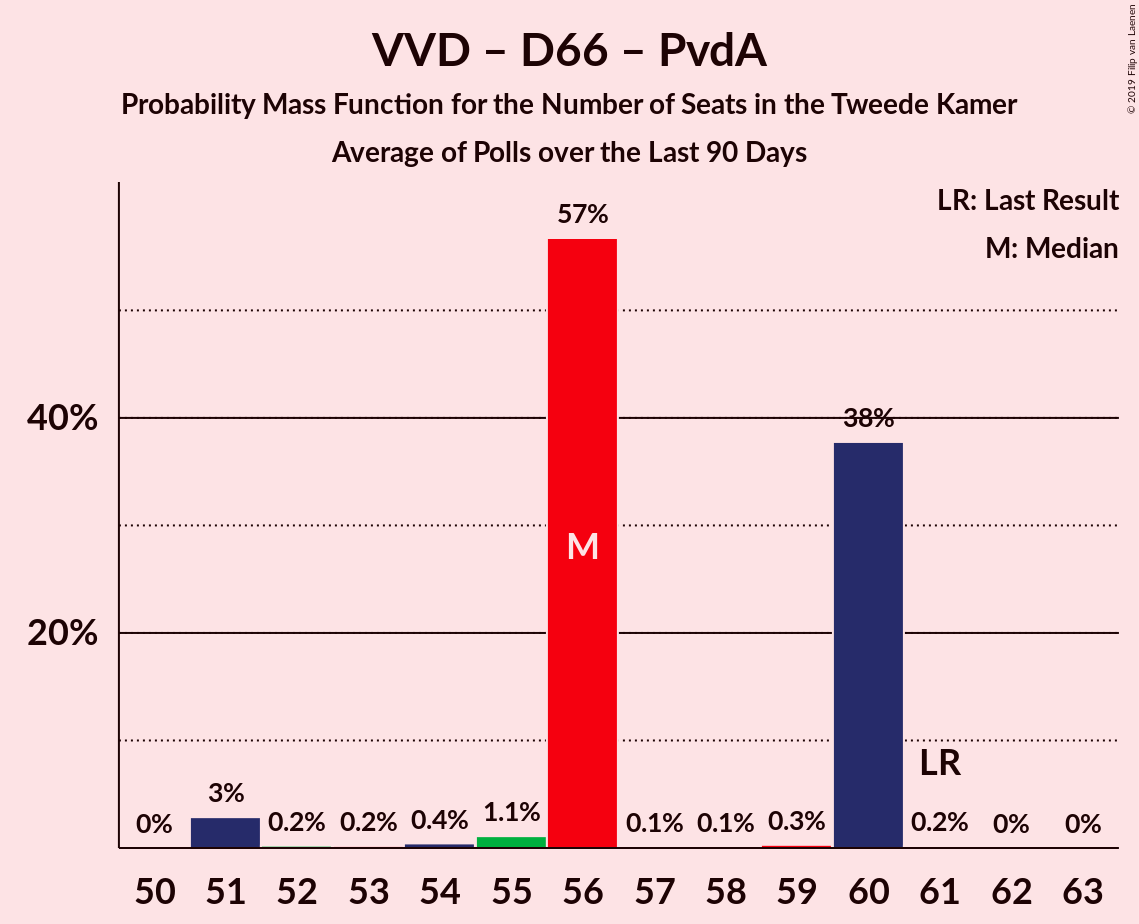 VVD – D66 – PvdA
Probability Mass Function for the Number of Seats in the Tweede Kamer
Average of Polls over the Last 90 Days
© 2019 Filip van Laenen
LR: Last Result
M: Median
57%
40%
38%
M
20%
LR
0% 3% 0.2% 0.2% 0.4% 1.1% 0.1% 0.1% 0.3% 0.2% 0% 0%
50 51 52 53 54 55 56 57 58 59 60 61 62 63